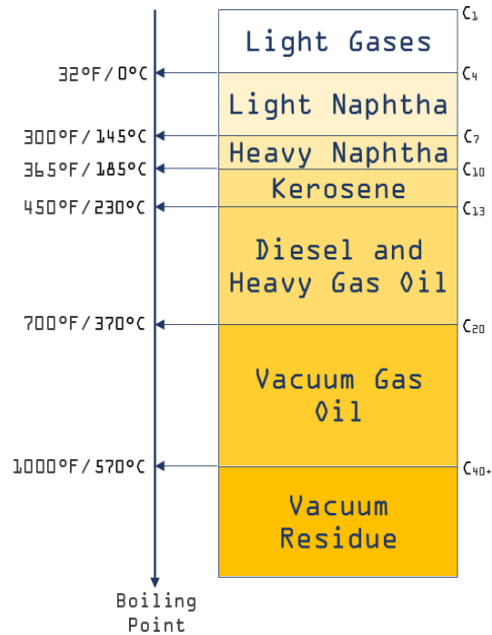 C1
Light Gases
32°F/0°C
C4
Light Naphtha
300°F/145°C
C7
Heavy Naphtha
365°F/185°C
C10
Kerosene
450°F/230°C
C13
Diesel and
Heavy Gas Oil
700°F/370°C
C20
Vacuum Gas
Oil
1000°F/570°C
C40+
Vacuum
Residue
Boiling
Point